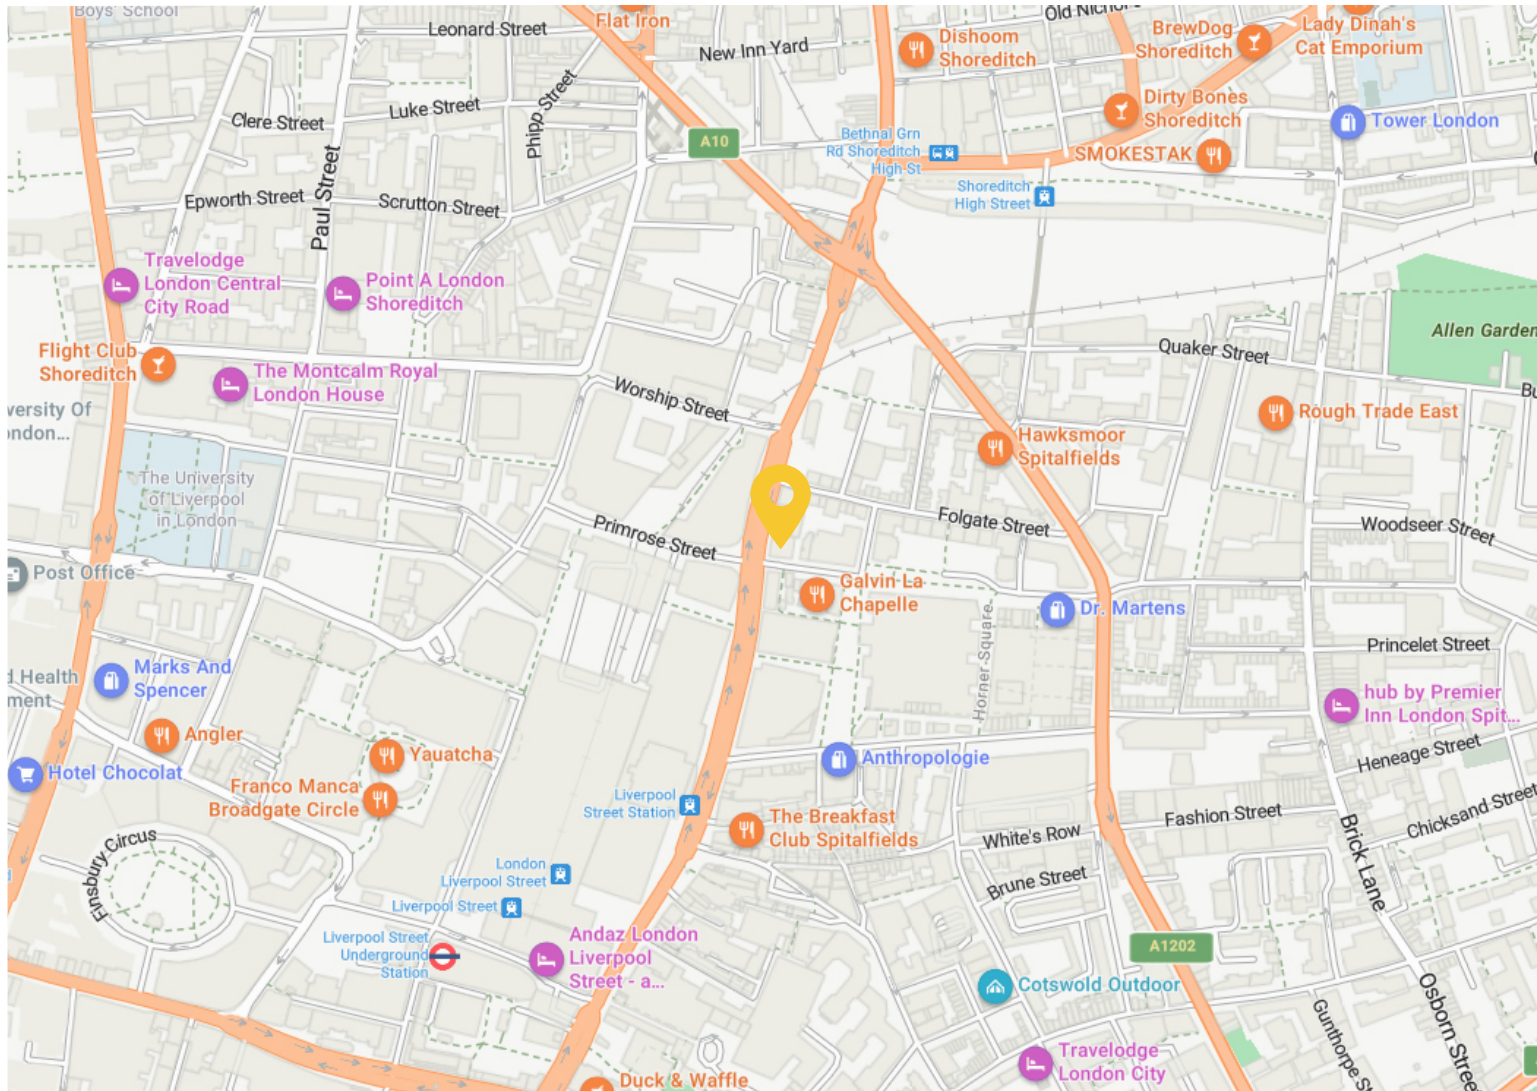 Boys' School
Leonard Street
Flat Iron
New Inn Yard
Dishoom
Shoreditch
BrewDog
Shoreditch
Lady Dinah's
Cat Emporium
Clere Street
Luke Street
Phipp Street
A10
Bethnal Grn
Rd Shoreditch
High St
Dirty Bones
Shoreditch
Tower London
SMOKESTAK
Shoreditch
High Street
Epworth Street
Paul Street
Scrutton Street
Travelodge
London Central
City Road
Point A London
Shoreditch
Allen Garden
Quaker Street
Flight Club
Shoreditch
The Montcalm Royal
London House
Worship Street
Rough Trade East
Hawksmoor
Spitalfields
The University
of Liverpool
in London
Primrose Street
Folgate Street
Woodseer Street
Post Office
Galvin La
Chapelle
Dr. Martens
Horner Square
Princelet Street
Marks And
Spencer
hub by Premier
Inn London Spit...
Angler
Yauatcha
Heneage Street
Hotel Chocolat
Anthropologie
Franco Manca
Broadgate Circle
Liverpool
Street Station
The Breakfast
Club Spitalfields
White's Row
Fashion Street
Chicksand Street
Brick Lane
Finsbury Circus
London
Liverpool Street
Brune Street
Liverpool Street
Liverpool Street
Underground
Station
Andaz London
Liverpool
Street - a...
A1202
Cotswold Outdoor
Osborn Stree
Gunthorpe S
Travelodge
London City
Duck & Waffle